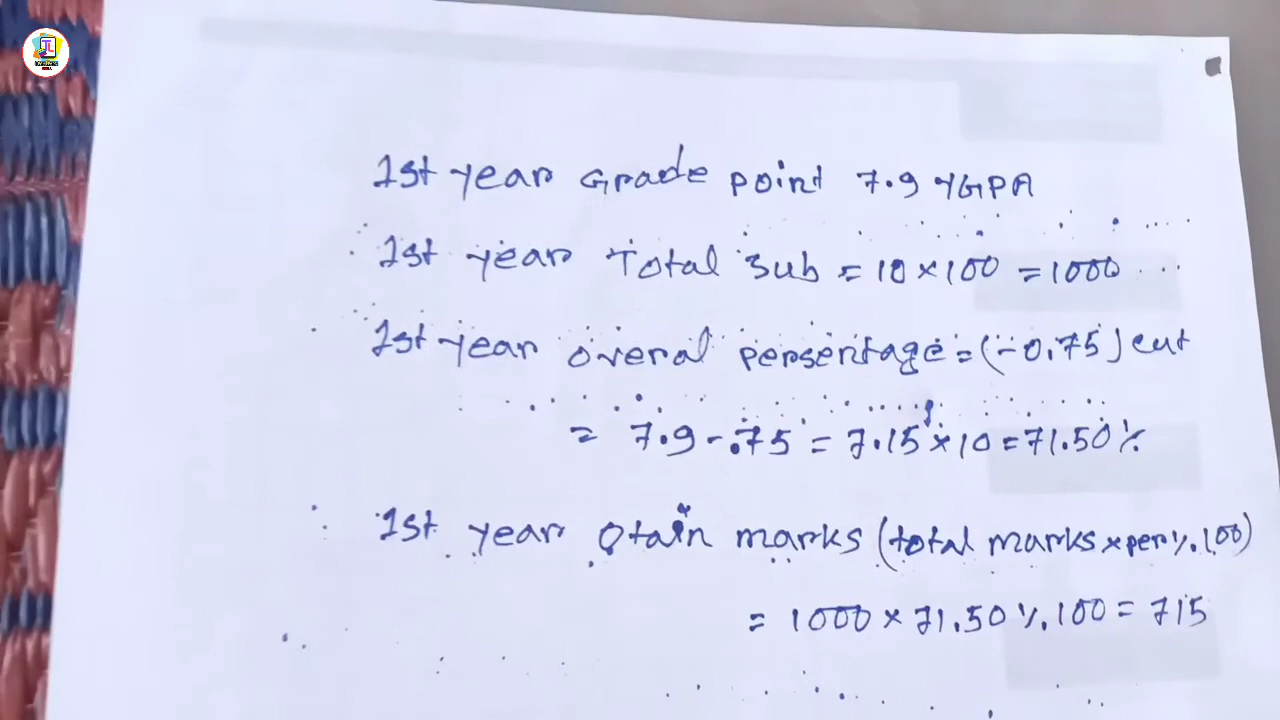 1st year Grade point 7.9 YGPA
1st year Total sub = 10 × 100 = 1000
1st year overal persentage = (-0.75) cut
= 7.9 - .75 = 7.15 × 10 = 71.50 %
1st year Otain marks (total marks × per %. 100)
= 1000 × 71.50 %. 100 = 715